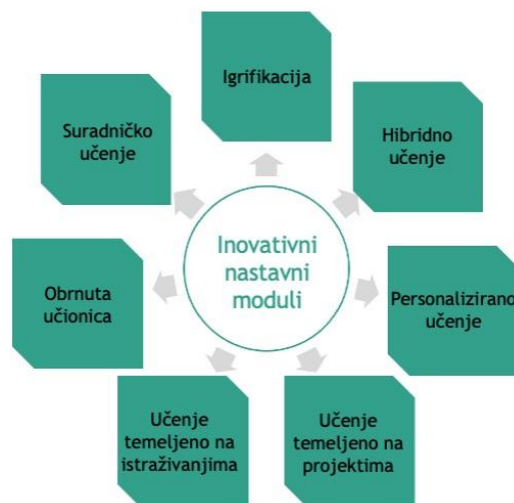 Igrifikacija
Suradničko
učenje
Hibridno
učenje
Inovativni
nastavni
moduli
Obrnuta
učionica
Personalizirano
učenje
Učenje
temeljeno na
istraživanjima
Učenje
temeljeno na
projektima